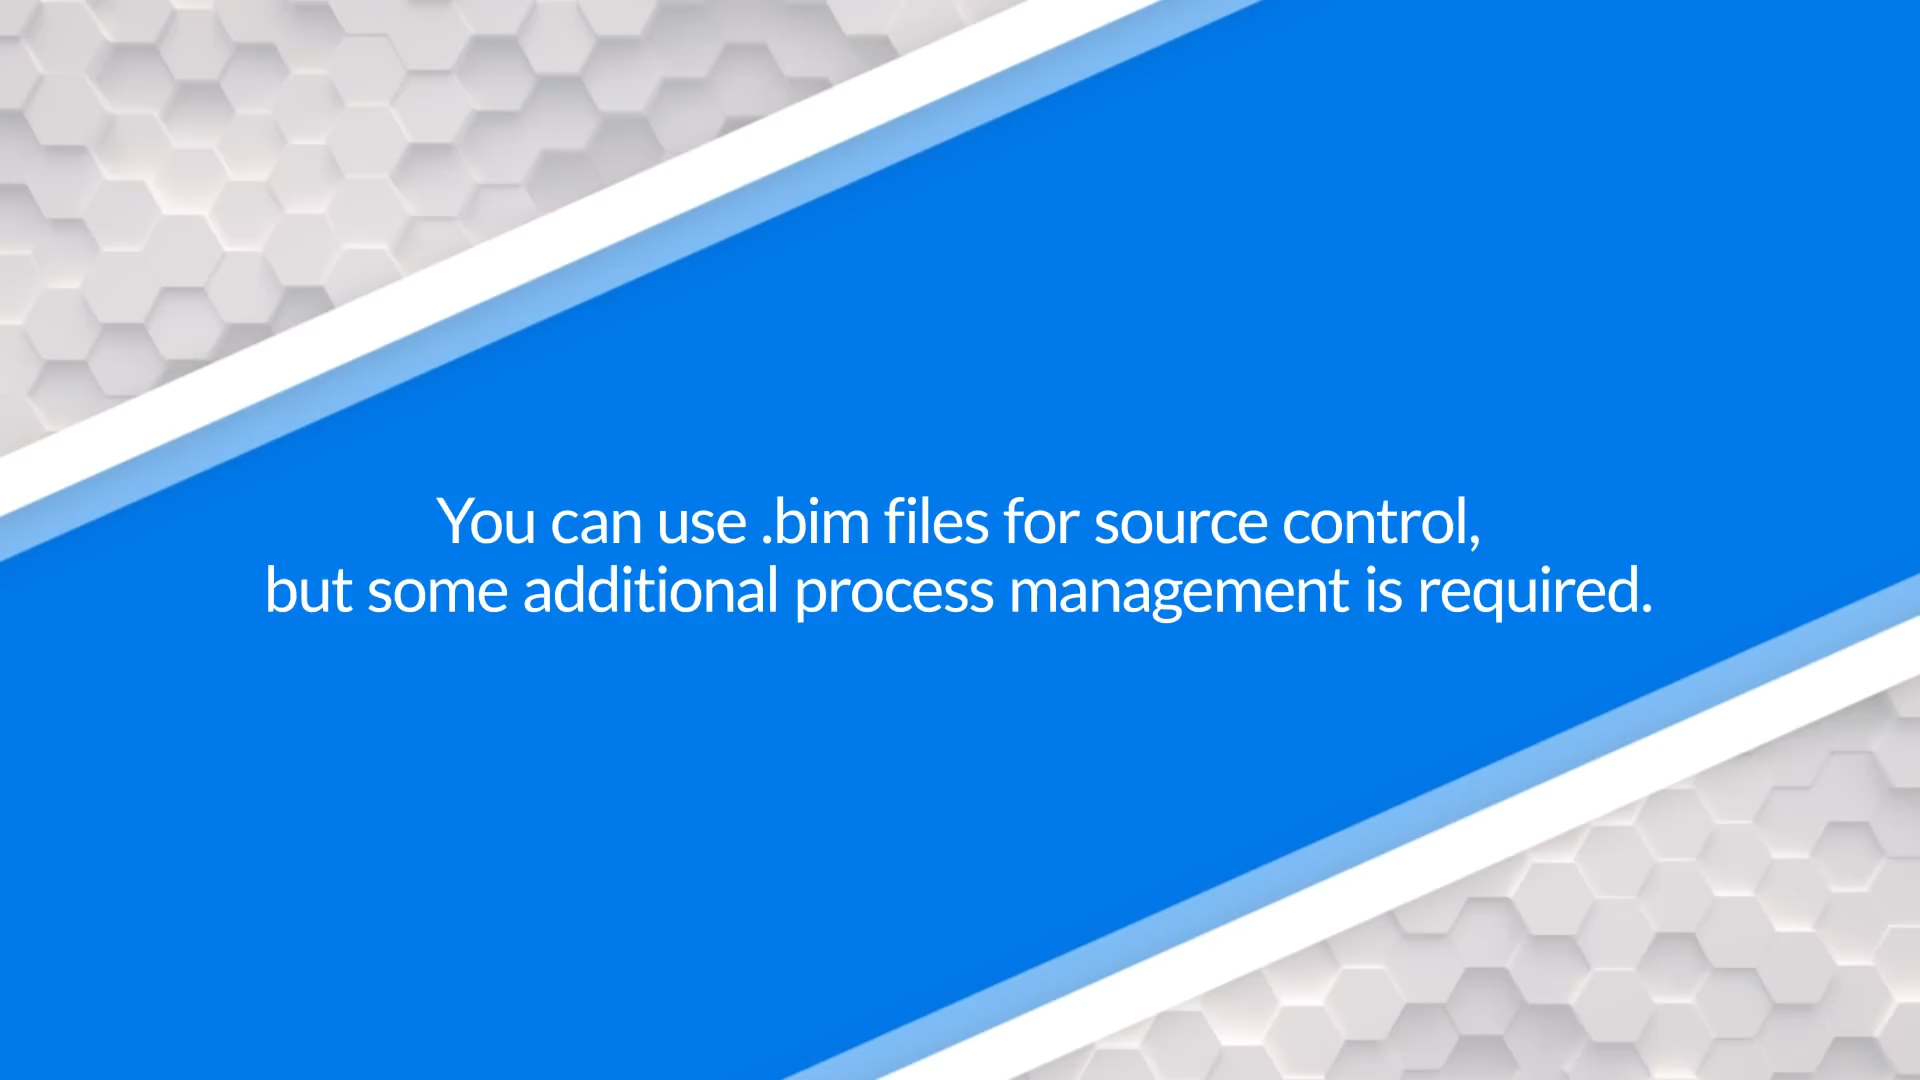 You can use .bim files for source control,
but some additional process management is required.